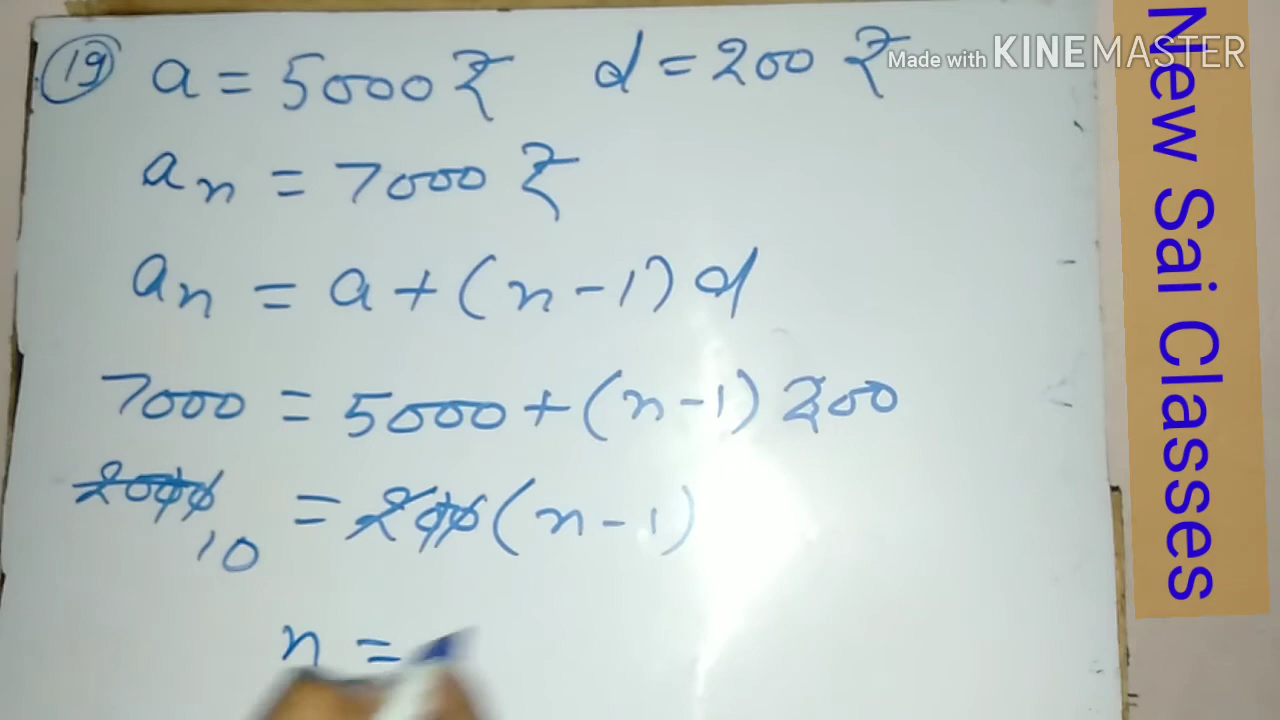 (19) a = 5000 ₹ d = 200 ₹
Made with KINEMASTER
an = 7000 ₹
an = a + (n - 1) d
7000 = 5000 + (n - 1) 200
2000 = 200 (n - 1)
10
n =
New Sai Classes